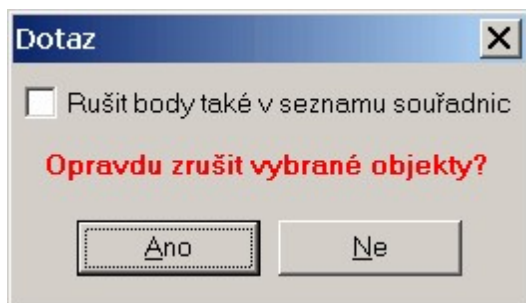 Dotaz
Rušit body také v seznamu souřadnic
Opravdu zrušit vybrané objekty?
Ano
Ne